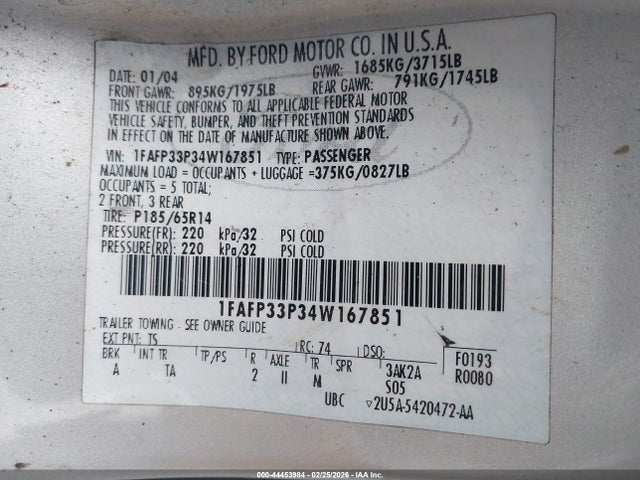 MFD. BY FORD MOTOR CO. IN U.S.A.
DATE: 01/04 GVWR: 1685KG/3715LB
FRONT GAWR: 895KG/1975LB REAR GAWR: 791KG/1745LB
THIS VEHICLE CONFORMS TO ALL APPLICABLE FEDERAL MOTOR
VEHICLE SAFETY, BUMPER, AND THEFT PREVENTION STANDARDS
IN EFFECT ON THE DATE OF MANUFACTURE SHOWN ABOVE.
VIN: 1FAFP33P34W167851 TYPE: PASSENGER
MAXIMUM LOAD = OCCUPANTS + LUGGAGE =375KG/0827LB
OCCUPANTS = 5 TOTAL;
2 FRONT, 3 REAR
TIRE: P185/65R14
PRESSURE(FR): 220 kPa/32 PSI COLD
PRESSURE(RR): 220 kPa/32 PSI COLD
1FAFP33P34W167851
TRAILER TOWING - SEE OWNER GUIDE
EXT PNT: TS RC: 74 DSO: F0193
BRK INT TR TP/PS R AXLE TR SPR 3AK2A R0080
A TA 2 II M S05
UBC ▽2U5A-5420472-AA
000-44453984 - 02/25/2026 - IAAI, Inc.